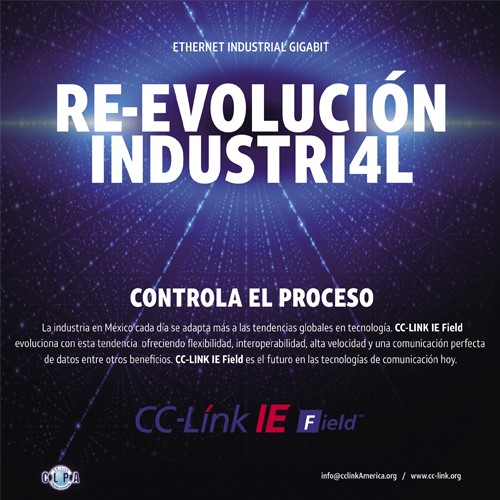 ETHERNET INDUSTRIAL GIGABIT
RE-EVOLUCIÓN
INDUSTRI4L
CONTROLA EL PROCESO
La industria en México cada día se adapta más a las tendencias globales en tecnología. CC-LINK IE Field
evoluciona con esta tendencia ofreciendo flexibilidad, interoperabilidad, alta velocidad y una comunicación perfecta
de datos entre otros beneficios. CC-LINK IE Field es el futuro en las tecnologías de comunicación hoy.
CC-Línk IE Field™
CLPA
info@cclinkAmerica.org / www.cc-link.org